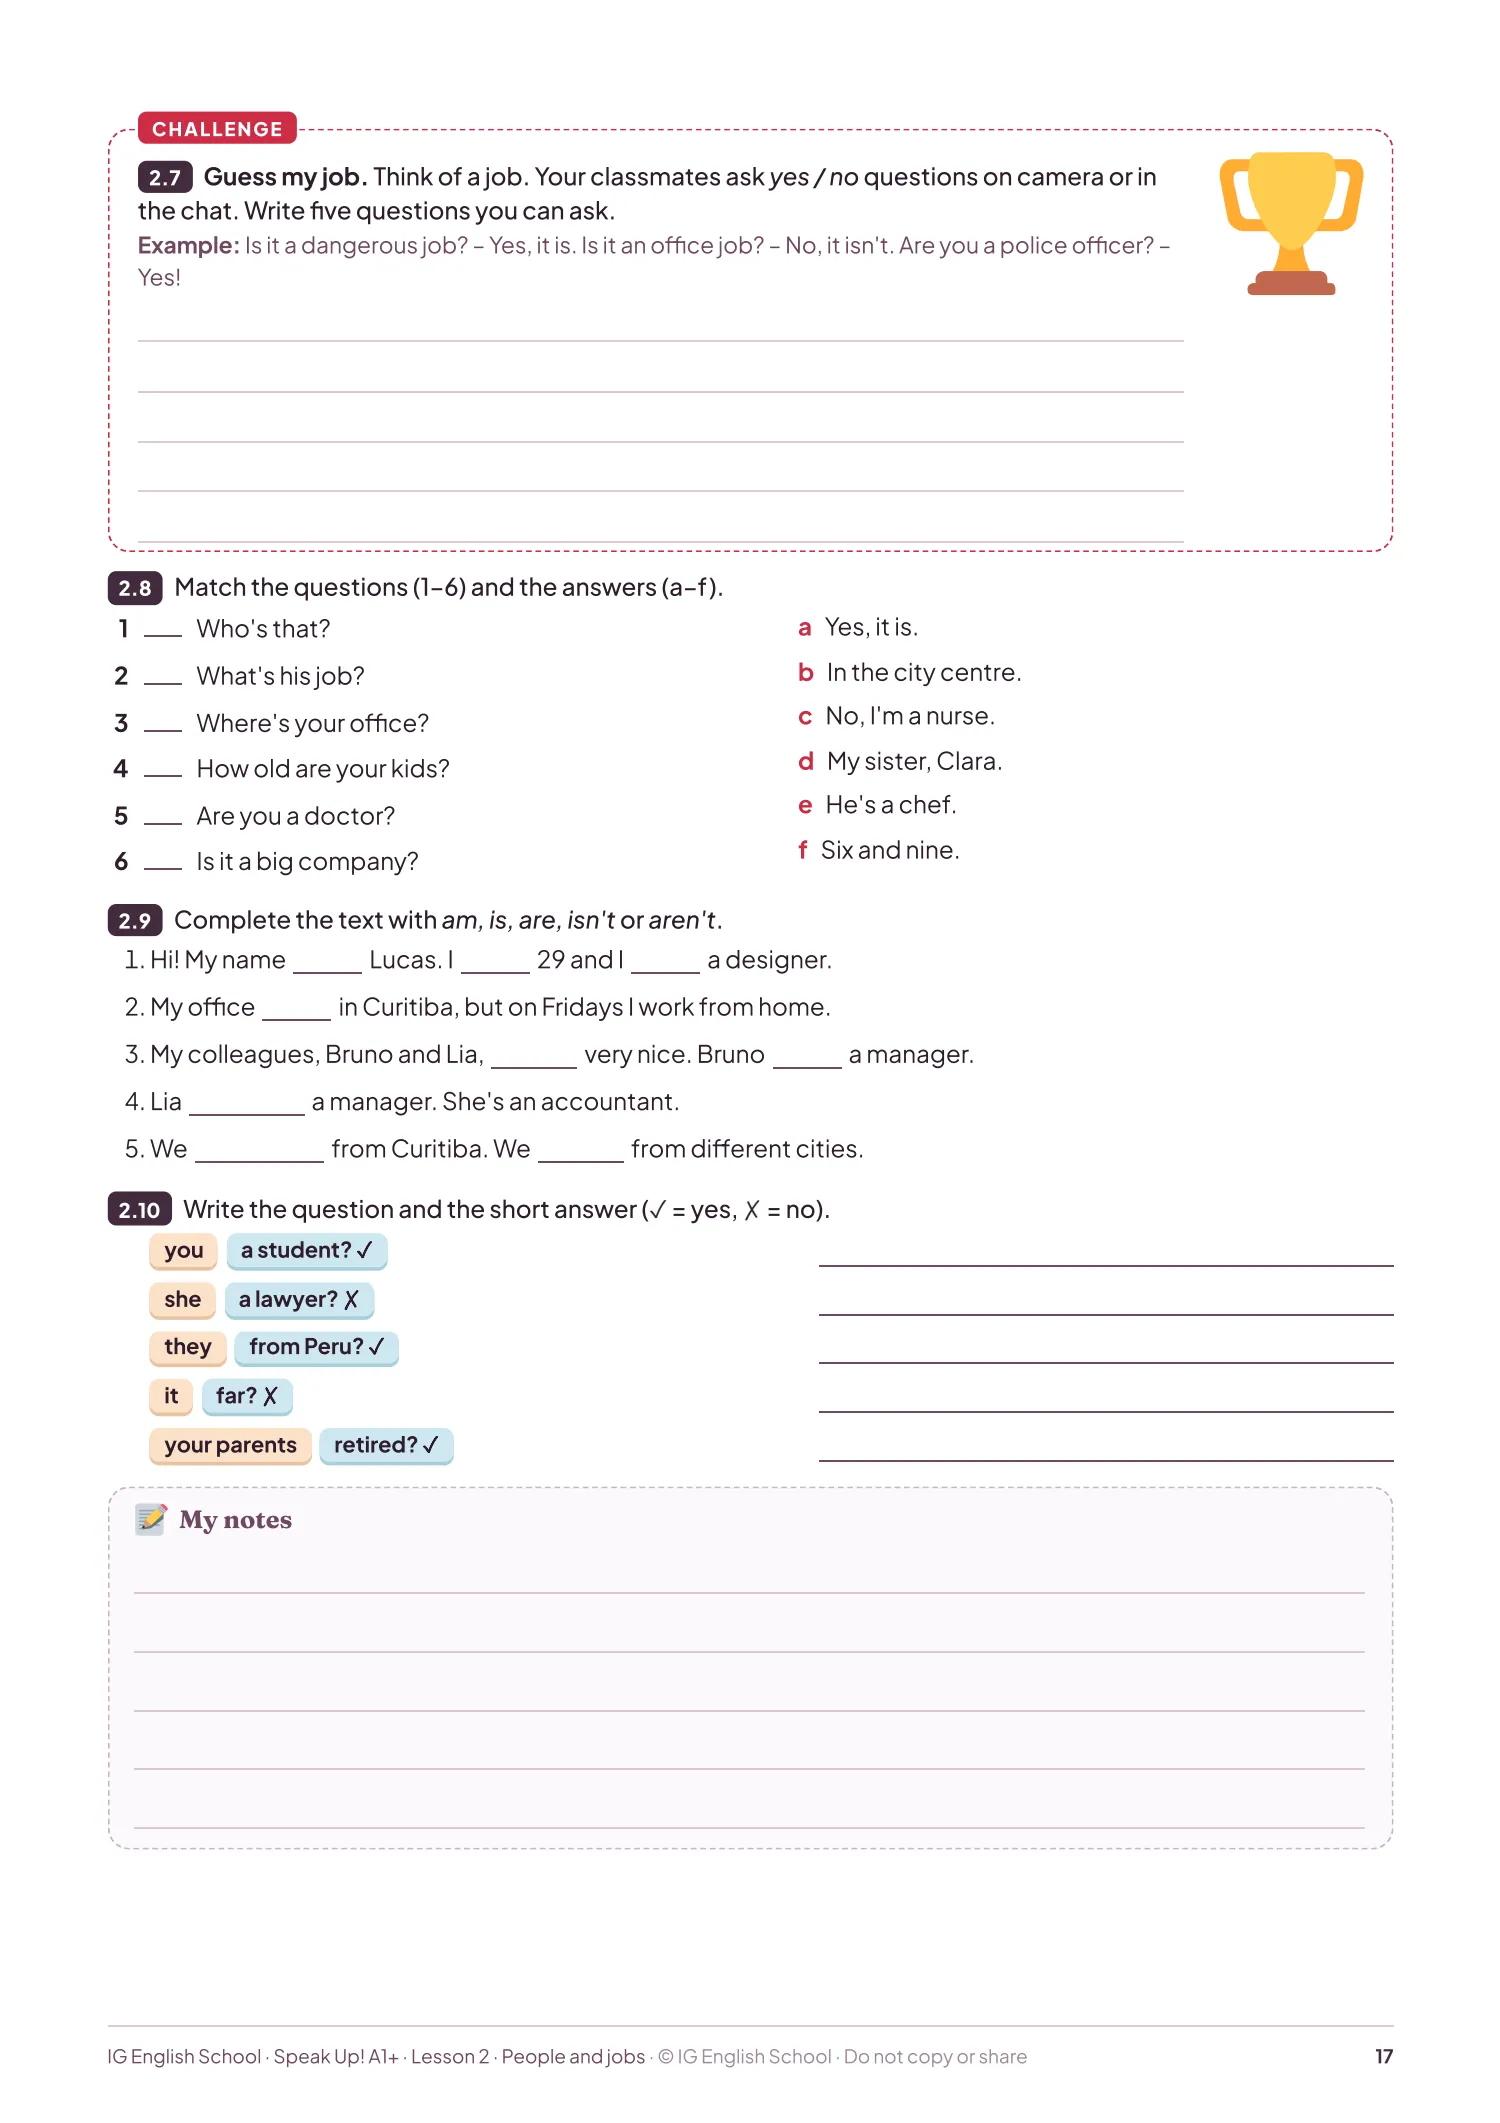 CHALLENGE
2.7 Guess my job. Think of a job. Your classmates ask yes / no questions on camera or in
the chat. Write five questions you can ask.
Example: Is it a dangerous job? – Yes, it is. Is it an office job? – No, it isn't. Are you a police officer? –
Yes!
2.8 Match the questions (1–6) and the answers (a–f).
1 ___ Who's that?
2 ___ What's his job?
3 ___ Where's your office?
4 ___ How old are your kids?
5 ___ Are you a doctor?
6 ___ Is it a big company?
a Yes, it is.
b In the city centre.
c No, I'm a nurse.
d My sister, Clara.
e He's a chef.
f Six and nine.
2.9 Complete the text with am, is, are, isn't or aren't.
1. Hi! My name _____ Lucas. I _____ 29 and I _____ a designer.
2. My office _____ in Curitiba, but on Fridays I work from home.
3. My colleagues, Bruno and Lia, ______ very nice. Bruno _____ a manager.
4. Lia ________ a manager. She's an accountant.
5. We _________ from Curitiba. We ______ from different cities.
2.10 Write the question and the short answer (✓ = yes, ✗ = no).
you a student? ✓
she a lawyer? ✗
they from Peru? ✓
it far? ✗
your parents retired? ✓
My notes
IG English School · Speak Up! A1+ · Lesson 2 · People and jobs · © IG English School · Do not copy or share 17